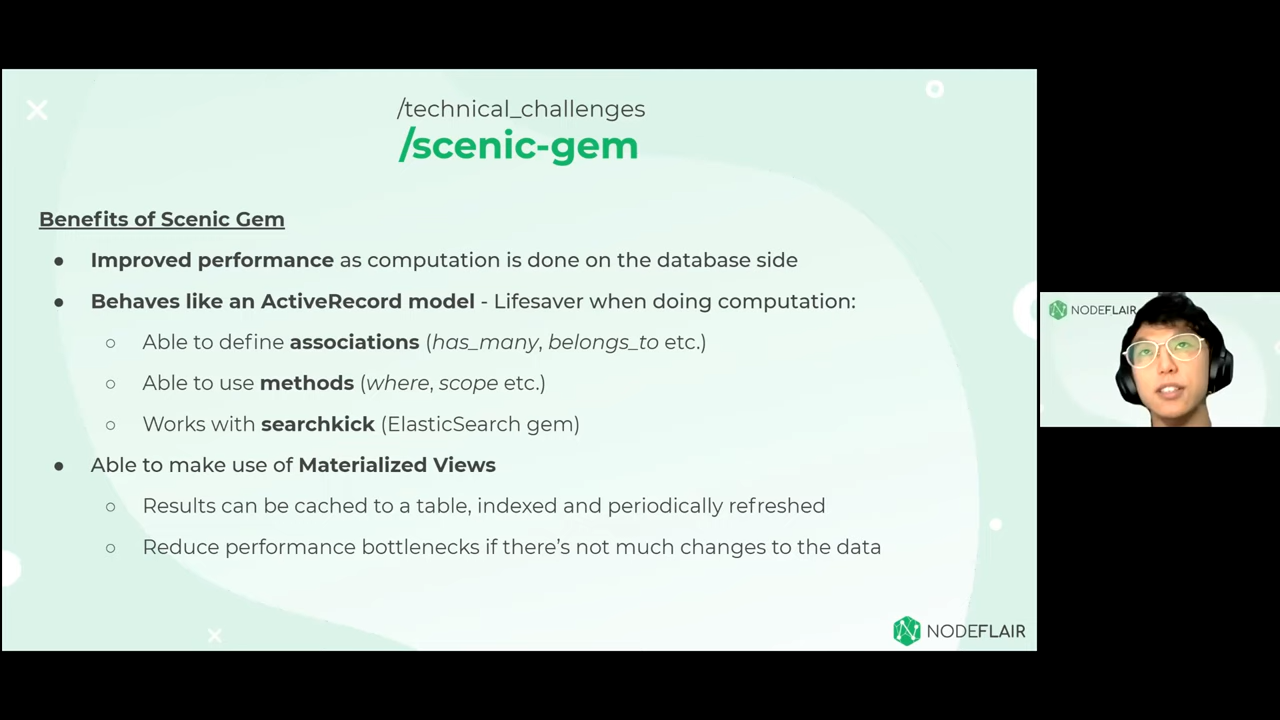 /technical_challenges
/scenic-gem
Benefits of Scenic Gem
● Improved performance as computation is done on the database side
● Behaves like an ActiveRecord model - Lifesaver when doing computation:
○ Able to define associations (has_many, belongs_to etc.)
○ Able to use methods (where, scope etc.)
○ Works with searchkick (ElasticSearch gem)
● Able to make use of Materialized Views
○ Results can be cached to a table, indexed and periodically refreshed
○ Reduce performance bottlenecks if there's not much changes to the data
NODEFLAIR
NODEFLAIR